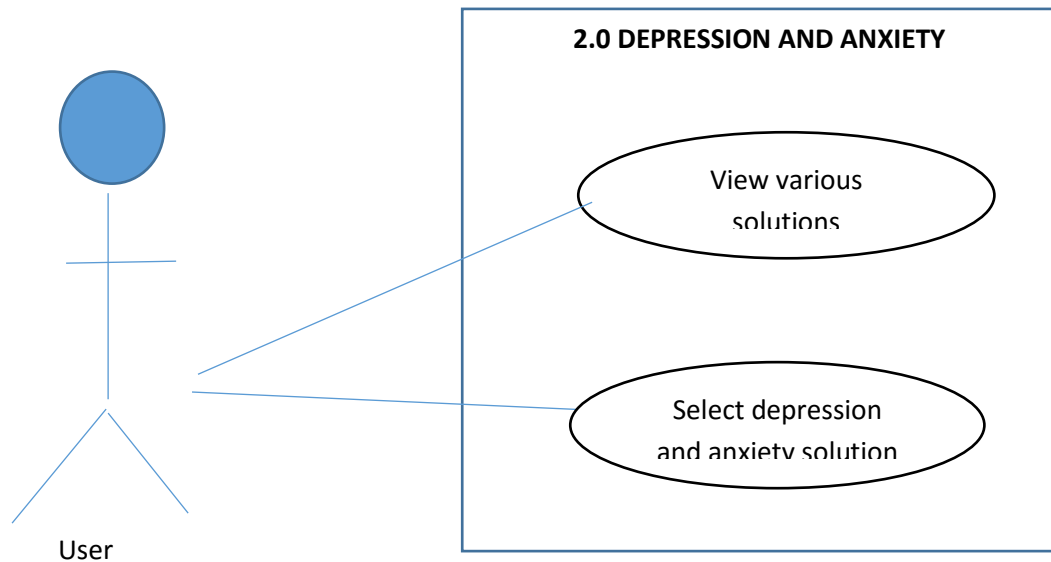 2.0 DEPRESSION AND ANXIETY
View various
solutions
Select depression
and anxiety solution
User